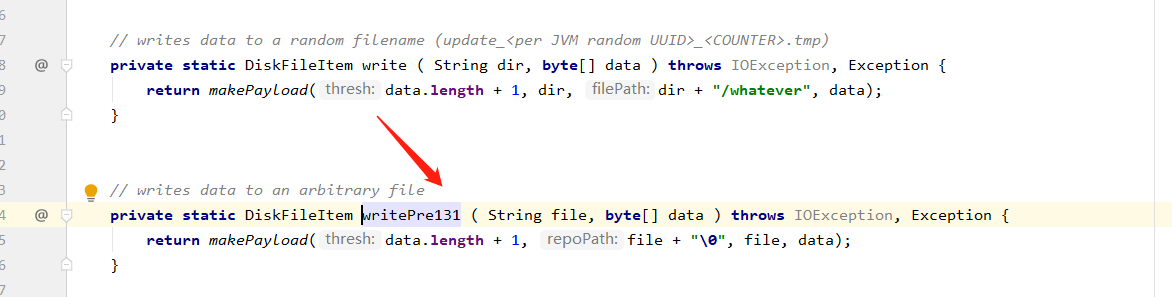 6
7 // writes data to a random filename (update_<per JVM random UUID>_<COUNTER>.tmp)
8 @ private static DiskFileItem write ( String dir, byte[] data ) throws IOException, Exception {
9 return makePayload( thresh: data.length + 1, dir, filePath: dir + "/whatever", data);
0 }
1
2
3 // writes data to an arbitrary file
4 @ private static DiskFileItem writePre131 ( String file, byte[] data ) throws IOException, Exception {
5 return makePayload( thresh: data.length + 1, repoPath: file + "\0", file, data);
6 }
7